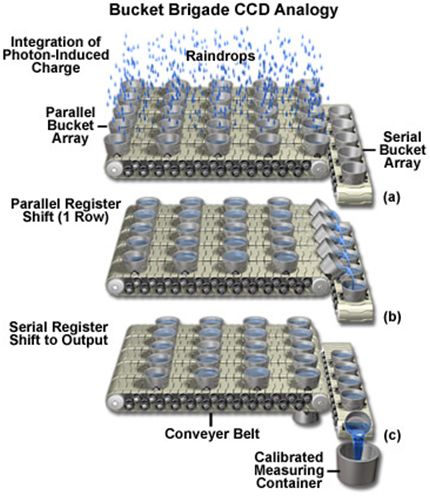 Bucket Brigade CCD Analogy
Integration of
Photon-Induced
Charge
Raindrops
Parallel
Bucket
Array
Serial
Bucket
Array
(a)
Parallel Register
Shift (1 Row)
(b)
Serial Register
Shift to Output
(c)
Conveyer Belt
Calibrated
Measuring
Container